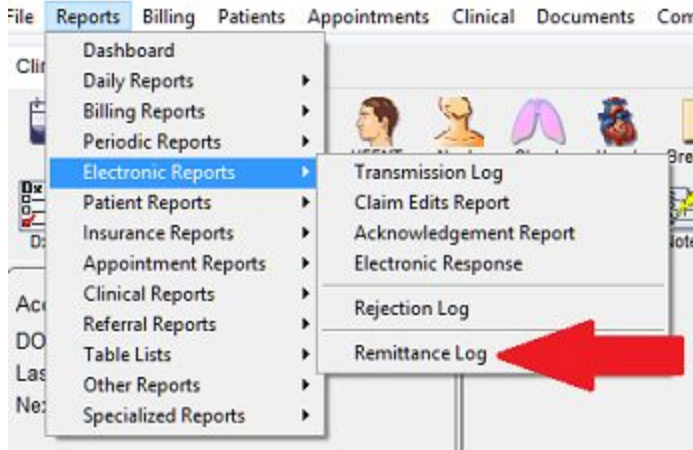 File Reports Billing Patients Appointments Clinical Documents
Dashboard
Daily Reports
Billing Reports
Periodic Reports
Electronic Reports
Patient Reports
Insurance Reports
Appointment Reports
Clinical Reports
Referral Reports
Table Lists
Other Reports
Specialized Reports
Transmission Log
Claim Edits Report
Acknowledgement Report
Electronic Response
Rejection Log
Remittance Log